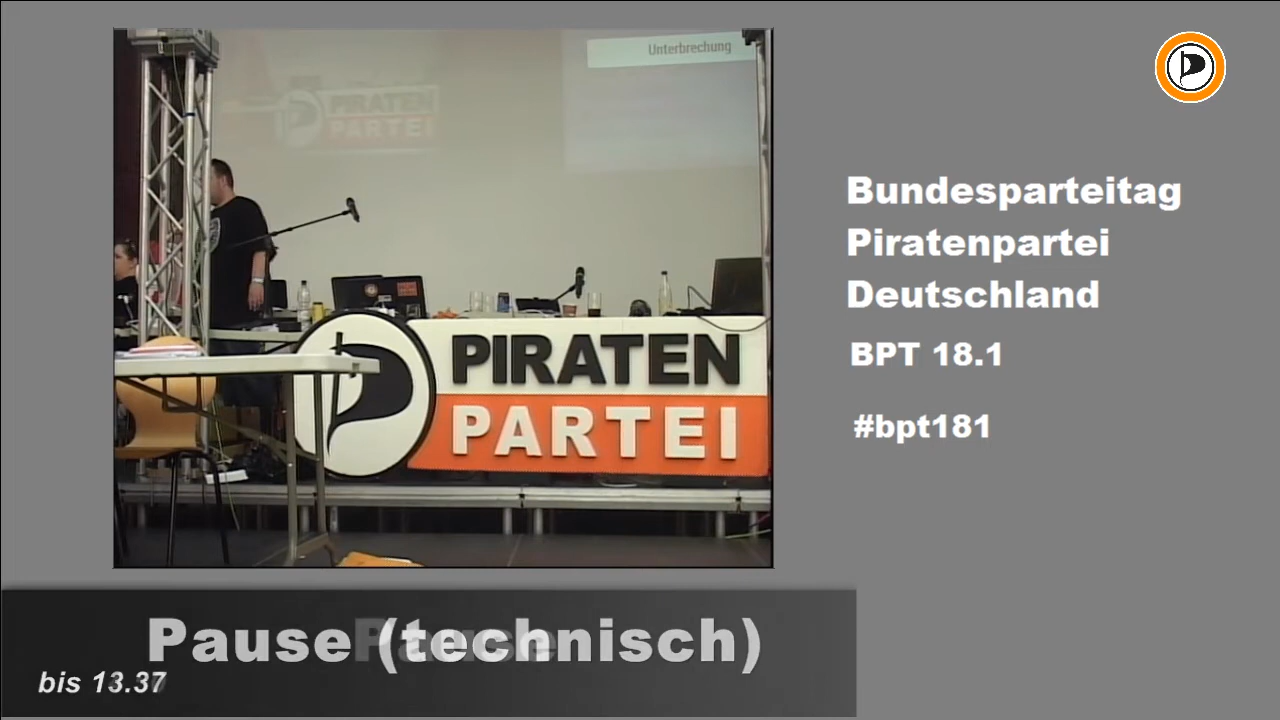 Unterbrechung
PIRATEN
PARTEI
PIRATEN
PARTEI
Bundesparteitag
Piratenpartei
Deutschland
BPT 18.1
#bpt181
Pause (technisch)
bis 13.37